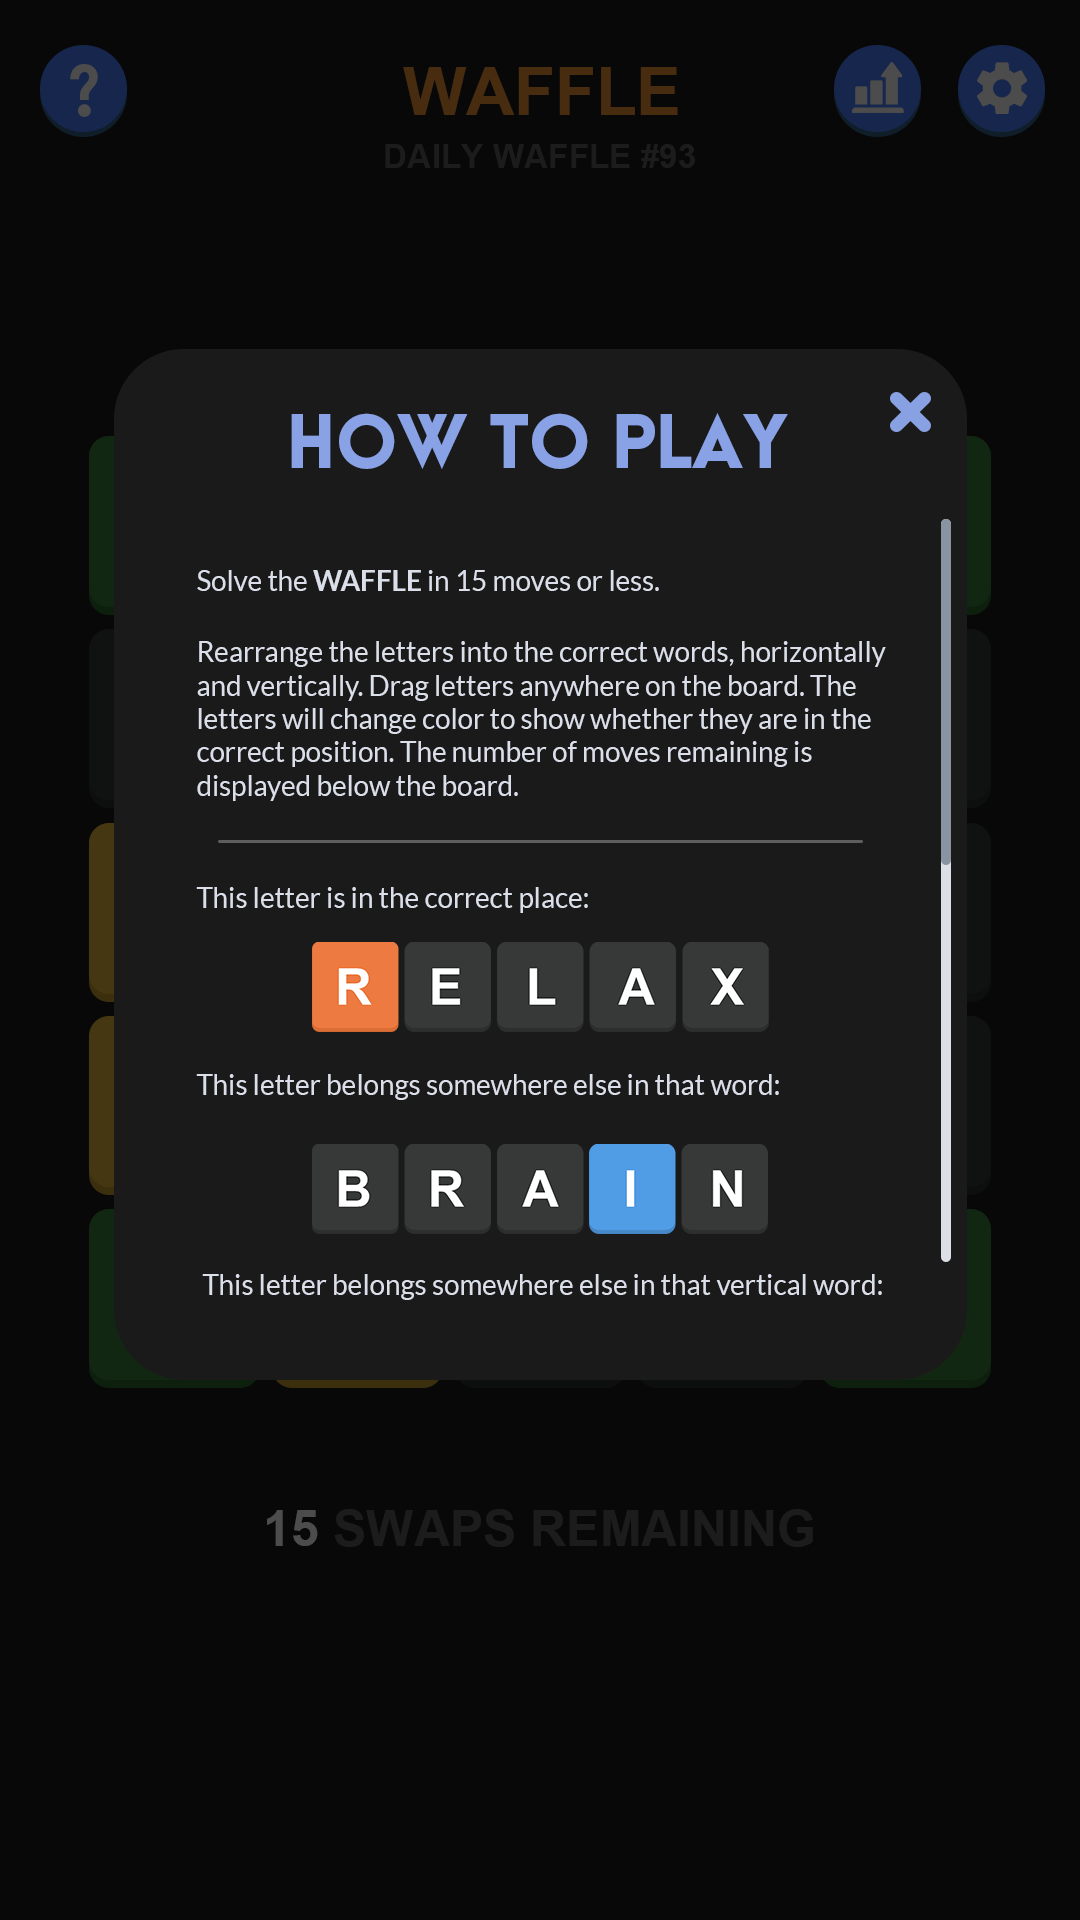 WAFFLE
DAILY WAFFLE #93
HOW TO PLAY
Solve the WAFFLE in 15 moves or less.
Rearrange the letters into the correct words, horizontally
and vertically. Drag letters anywhere on the board. The
letters will change color to show whether they are in the
correct position. The number of moves remaining is
displayed below the board.
This letter is in the correct place:
R E L A X
This letter belongs somewhere else in that word:
B R A I N
This letter belongs somewhere else in that vertical word:
15 SWAPS REMAINING